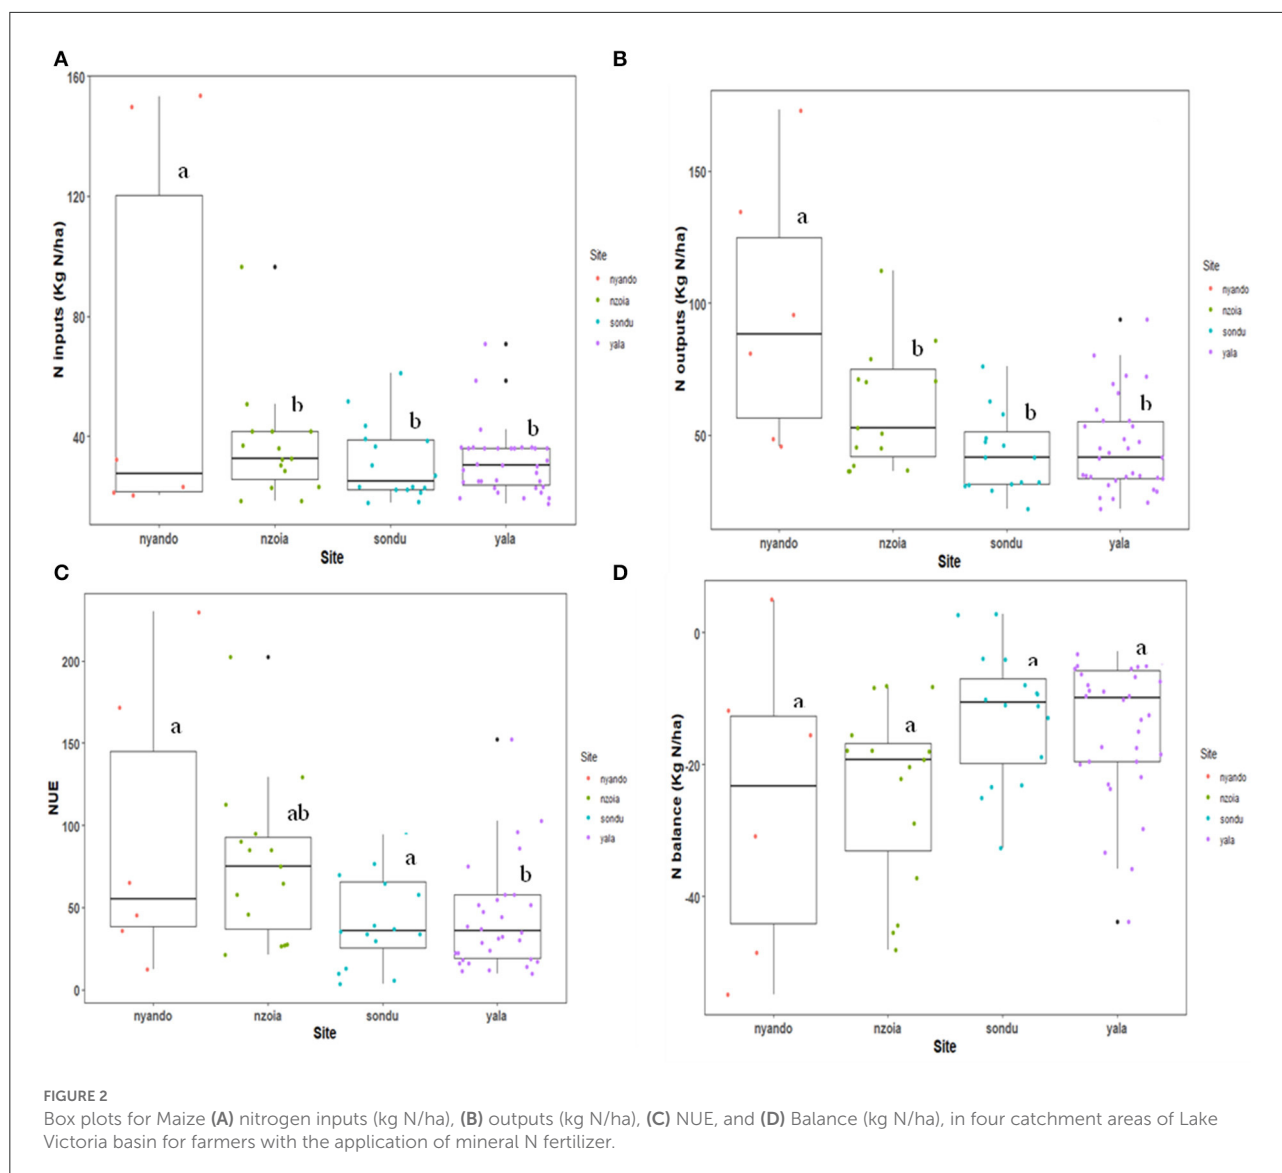 A
160
120
80
40
N inputs (Kg N/ha)
a
b
b
b
nyando
nzoia
sondu
yala
Site
Site
nyando
nzoia
sondu
yala
B
150
100
50
N outputs (Kg N/ha)
a
b
b
b
nyando
nzoia
sondu
yala
Site
Site
nyando
nzoia
sondu
yala
C
200
150
100
50
0
NUE
a
ab
a
b
nyando
nzoia
sondu
yala
Site
Site
nyando
nzoia
sondu
yala
D
0
-20
-40
N balance (Kg N/ha)
a
a
a
a
nyando
nzoia
sondu
yala
Site
Site
nyando
nzoia
sondu
yala
FIGURE 2
Box plots for Maize (A) nitrogen inputs (kg N/ha), (B) outputs (kg N/ha), (C) NUE, and (D) Balance (kg N/ha), in four catchment areas of Lake
Victoria basin for farmers with the application of mineral N fertilizer.